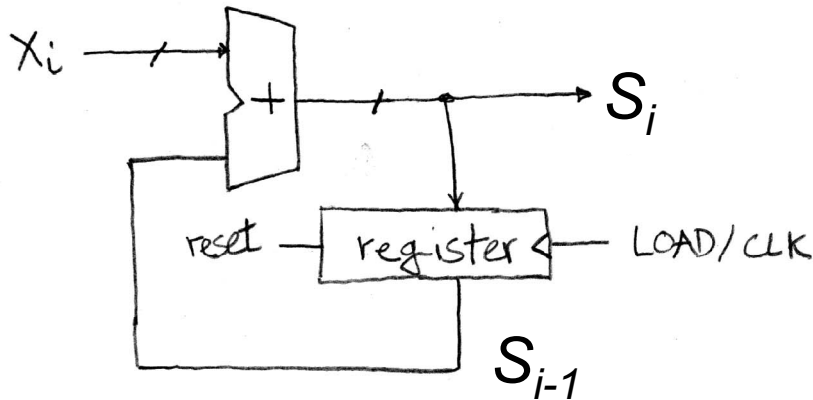 Xi
+
Si
reset
register
LOAD/CLK
Si-1